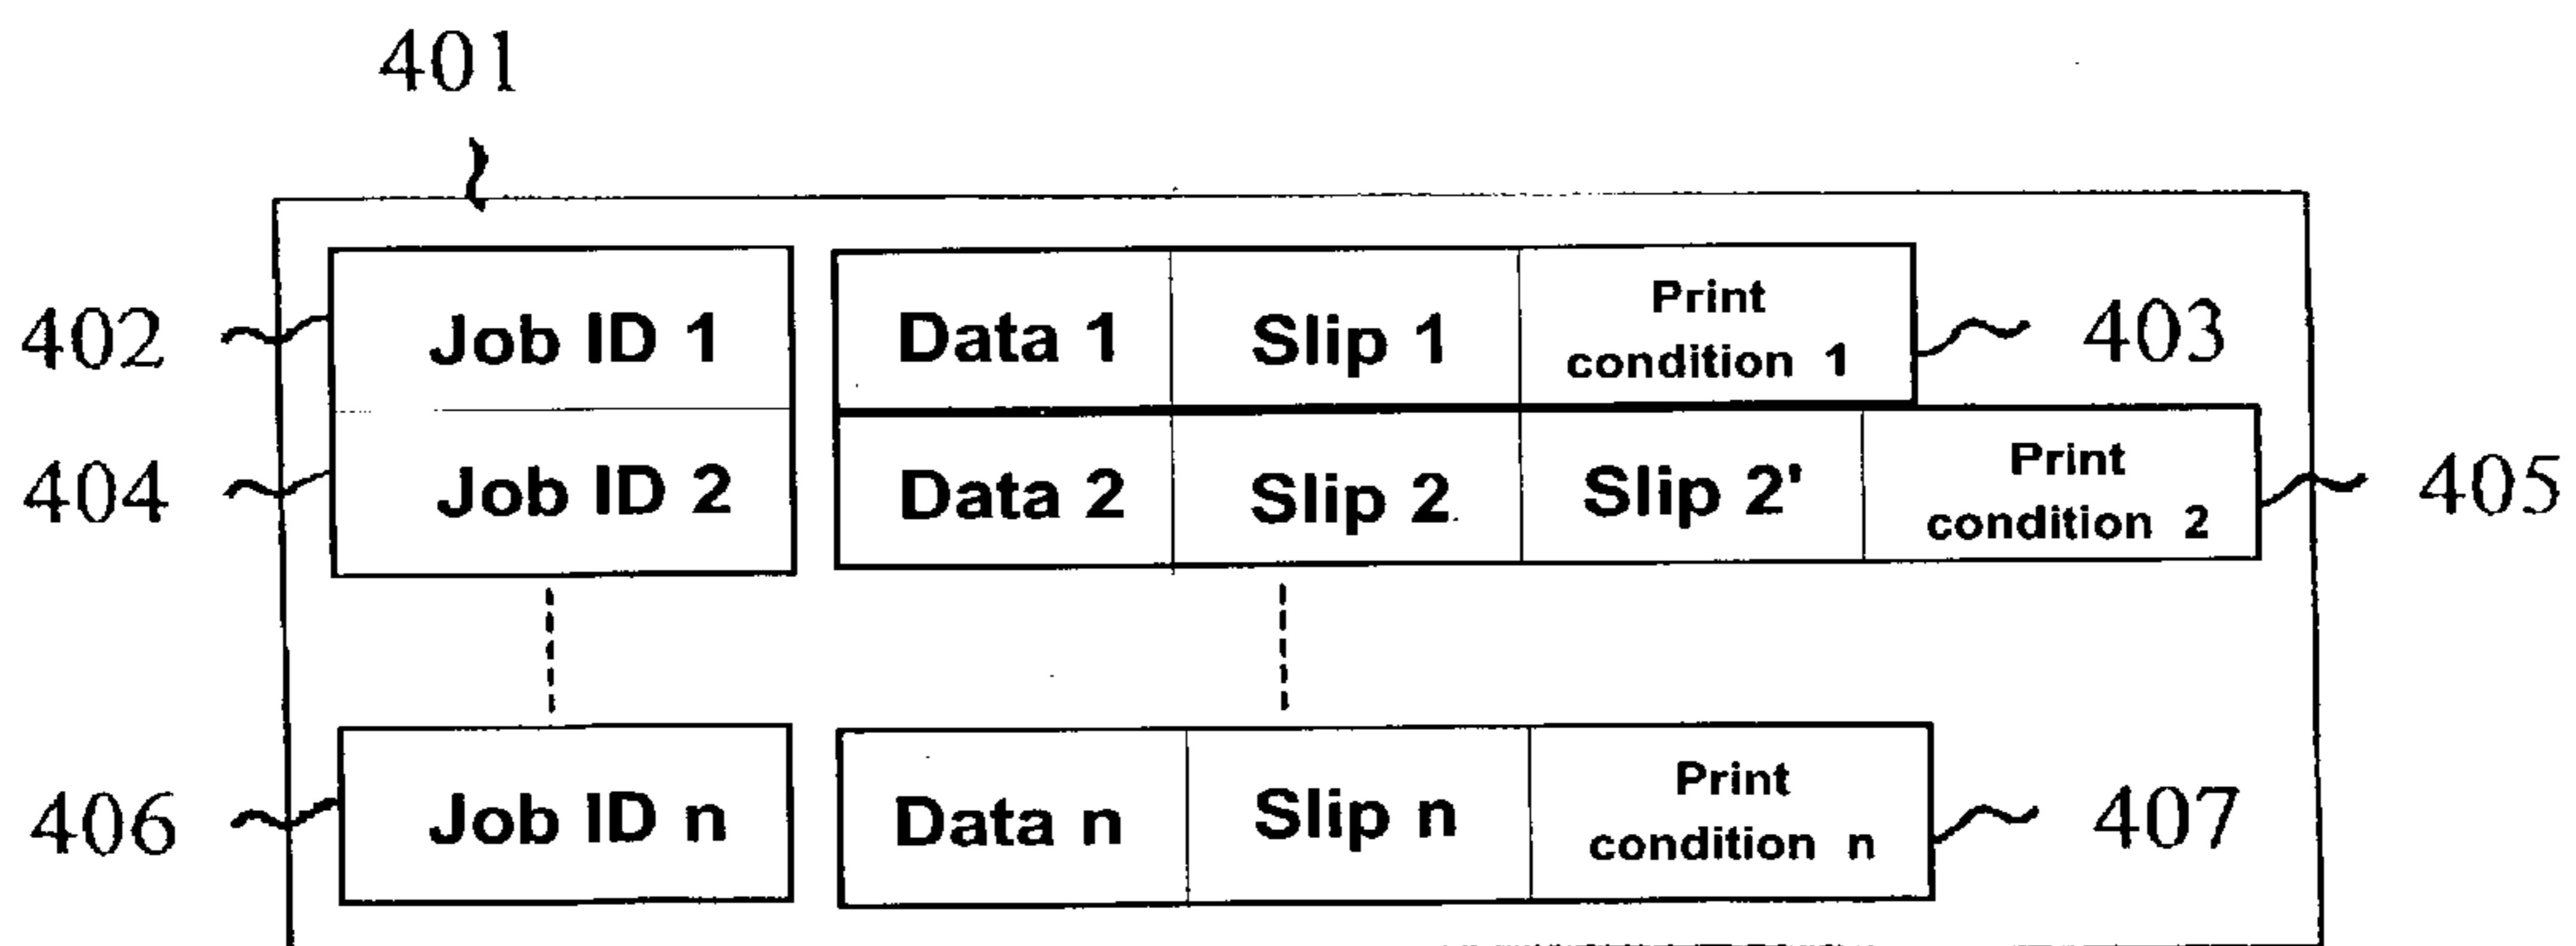 401
402 Job ID 1 Data 1 Slip 1 Print condition 1 403
404 Job ID 2 Data 2 Slip 2 Slip 2' Print condition 2 405
406 Job ID n Data n Slip n Print condition n 407